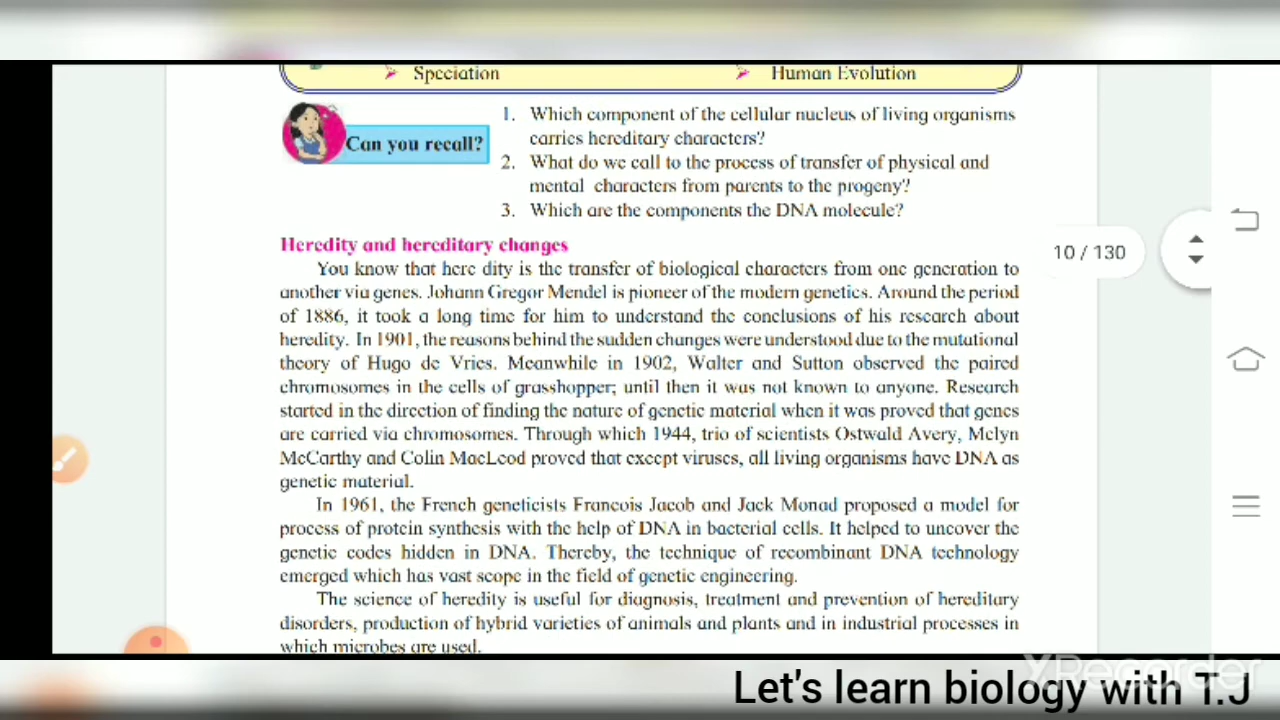 Speciation
Human Evolution
Can you recall?
1. Which component of the cellular nucleus of living organisms
carries hereditary characters?
2. What do we call to the process of transfer of physical and
mental characters from parents to the progeny?
3. Which are the components the DNA molecule?
Heredity and hereditary changes
You know that here dity is the transfer of biological characters from one generation to
another via genes. Johann Gregor Mendel is pioneer of the modern genetics. Around the period
of 1886, it took a long time for him to understand the conclusions of his research about
heredity. In 1901, the reasons behind the sudden changes were understood due to the mutational
theory of Hugo de Vries. Meanwhile in 1902, Walter and Sutton observed the paired
chromosomes in the cells of grasshopper; until then it was not known to anyone. Research
started in the direction of finding the nature of genetic material when it was proved that genes
are carried via chromosomes. Through which 1944, trio of scientists Ostwald Avery, Mclyn
McCarthy and Colin MacLeod proved that except viruses, all living organisms have DNA as
genetic material.
In 1961, the French geneticists Francois Jacob and Jack Monad proposed a model for
process of protein synthesis with the help of DNA in bacterial cells. It helped to uncover the
genetic codes hidden in DNA. Thereby, the technique of recombinant DNA technology
emerged which has vast scope in the field of genetic engineering.
The science of heredity is useful for diagnosis, treatment and prevention of hereditary
disorders, production of hybrid varieties of animals and plants and in industrial processes in
which microbes are used.
10 / 130
XRecorder
Let's learn biology with T.J